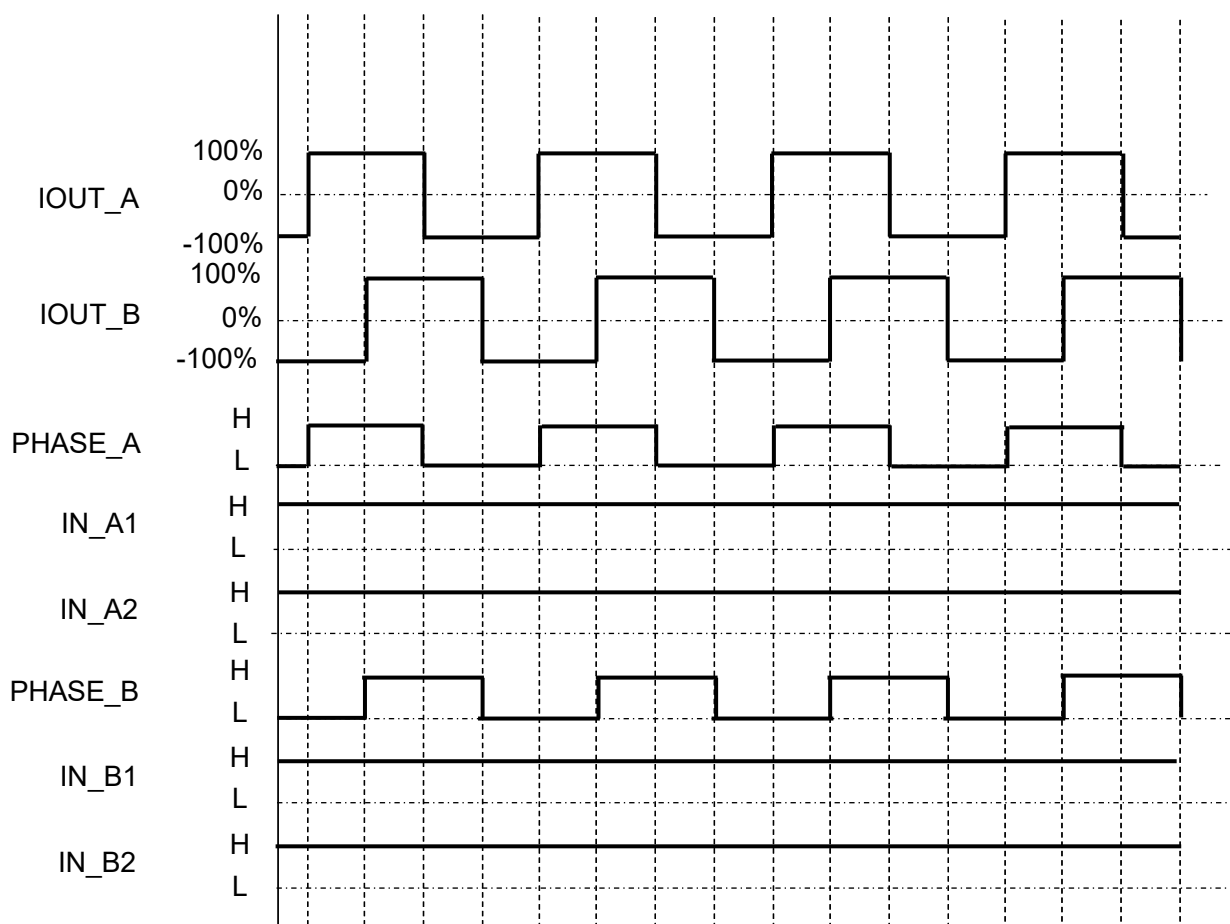 100%
IOUT_A
0%
-100%
100%
IOUT_B
0%
-100%
H
PHASE_A
L
H
IN_A1
L
H
IN_A2
L
H
PHASE_B
L
H
IN_B1
L
H
IN_B2
L